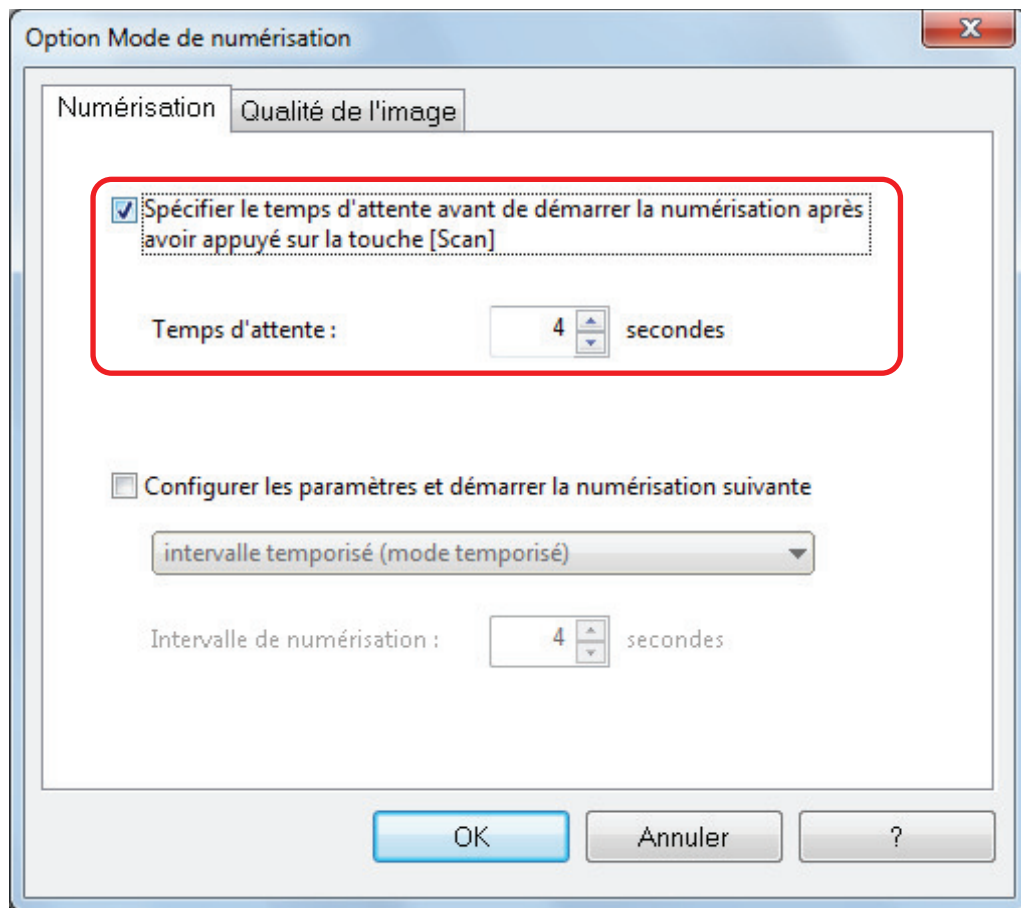 Option Mode de numérisation
Numérisation
Qualité de l'image
Spécifier le temps d'attente avant de démarrer la numérisation après
avoir appuyé sur la touche [Scan]
Temps d'attente : 4 secondes
Configurer les paramètres et démarrer la numérisation suivante
intervalle temporisé (mode temporisé)
Intervalle de numérisation : 4 secondes
OK Annuler ?